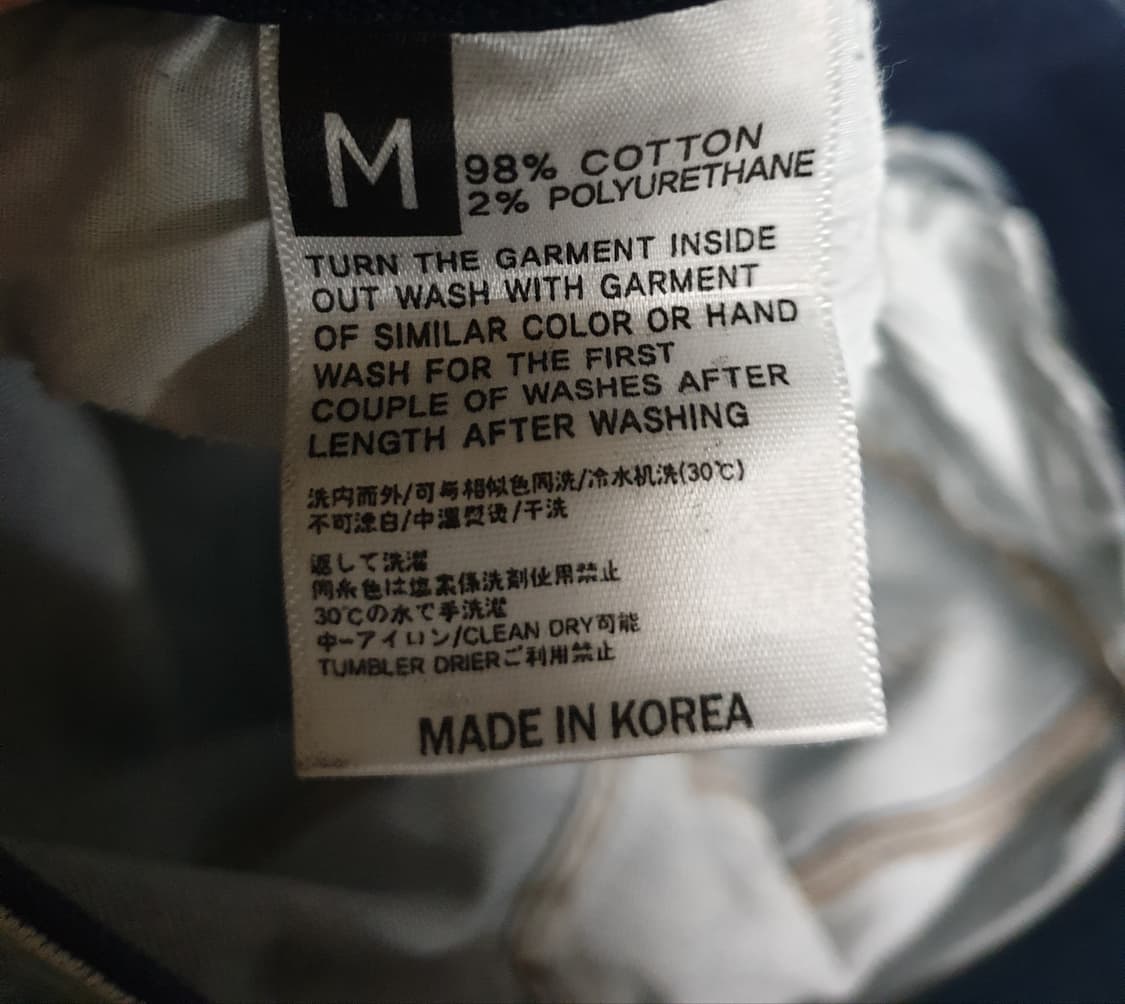 M
98% COTTON
2% POLYURETHANE
TURN THE GARMENT INSIDE
OUT WASH WITH GARMENT
OF SIMILAR COLOR OR HAND
WASH FOR THE FIRST
COUPLE OF WASHES AFTER
LENGTH AFTER WASHING
洗内而外/可与相似色同洗/冷水机洗(30℃)
不可漂白/中溫熨烫/干洗
返して洗濯
同系色は塩素係洗剤使用禁止
30℃の水で手洗濯
中-アイロン/CLEAN DRY可能
TUMBLER DRIERご利用禁止
MADE IN KOREA